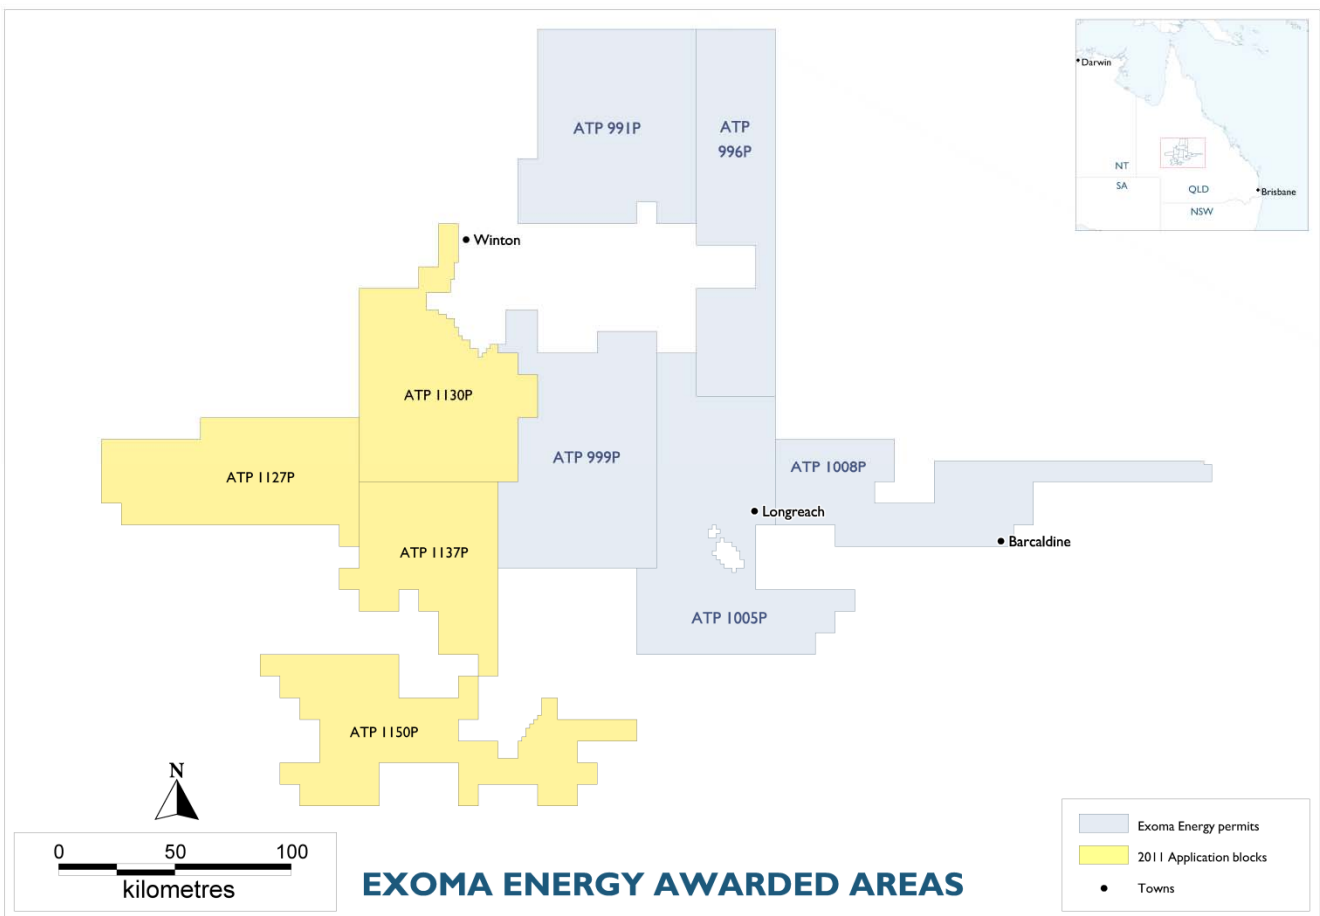 Darwin
NT
SA
QLD
NSW
Brisbane
ATP 991P
ATP
996P
Winton
ATP 1130P
ATP 999P
ATP 1008P
ATP 1127P
Longreach
Barcaldine
ATP 1137P
ATP 1005P
ATP 1150P
N
0 50 100
kilometres
EXOMA ENERGY AWARDED AREAS
Exoma Energy permits
2011 Application blocks
Towns